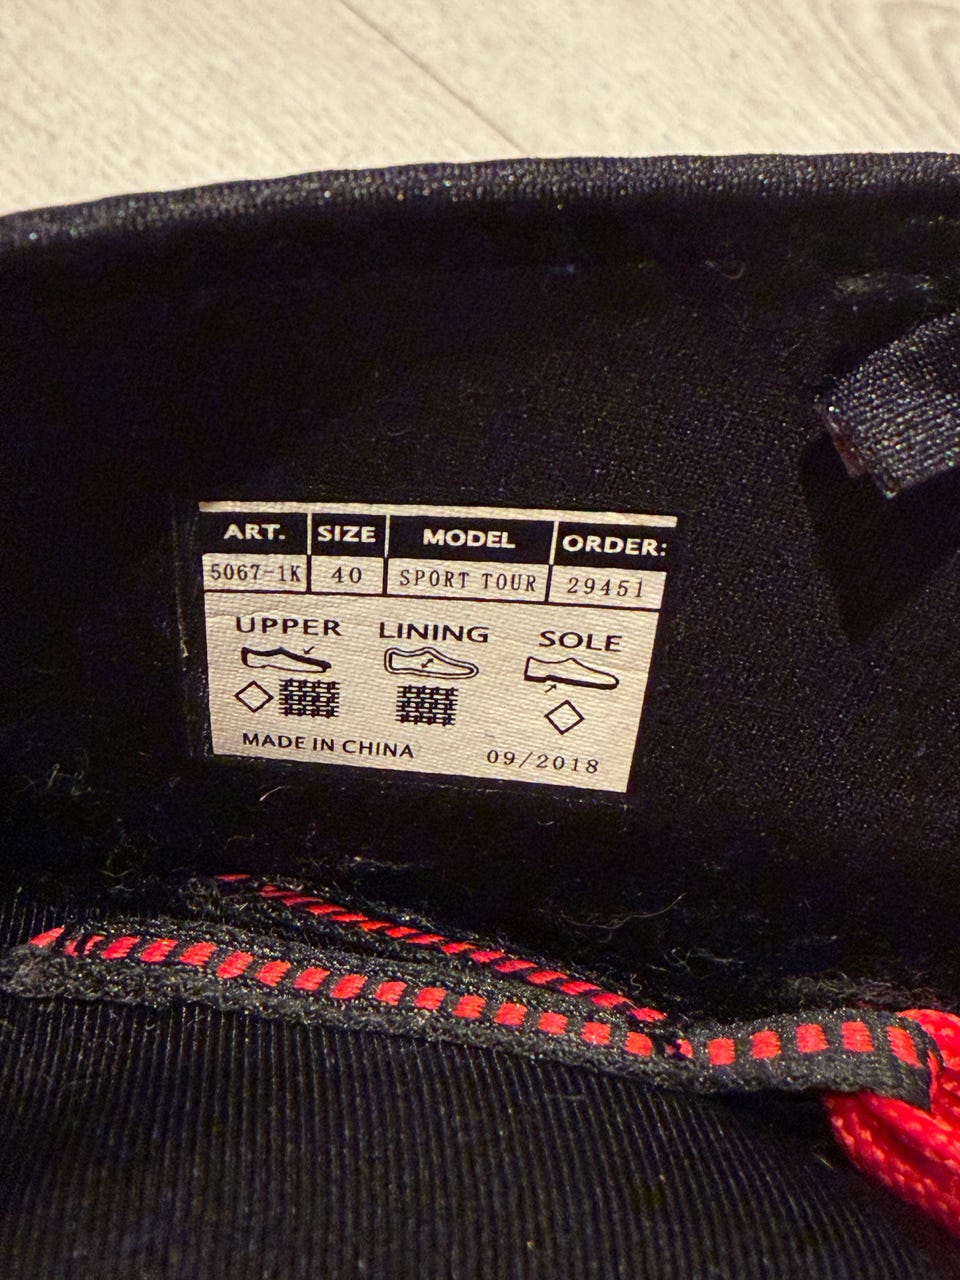 ART. SIZE MODEL ORDER:
5067-1K 40 SPORT TOUR 29451
UPPER LINING SOLE
MADE IN CHINA 09/2018